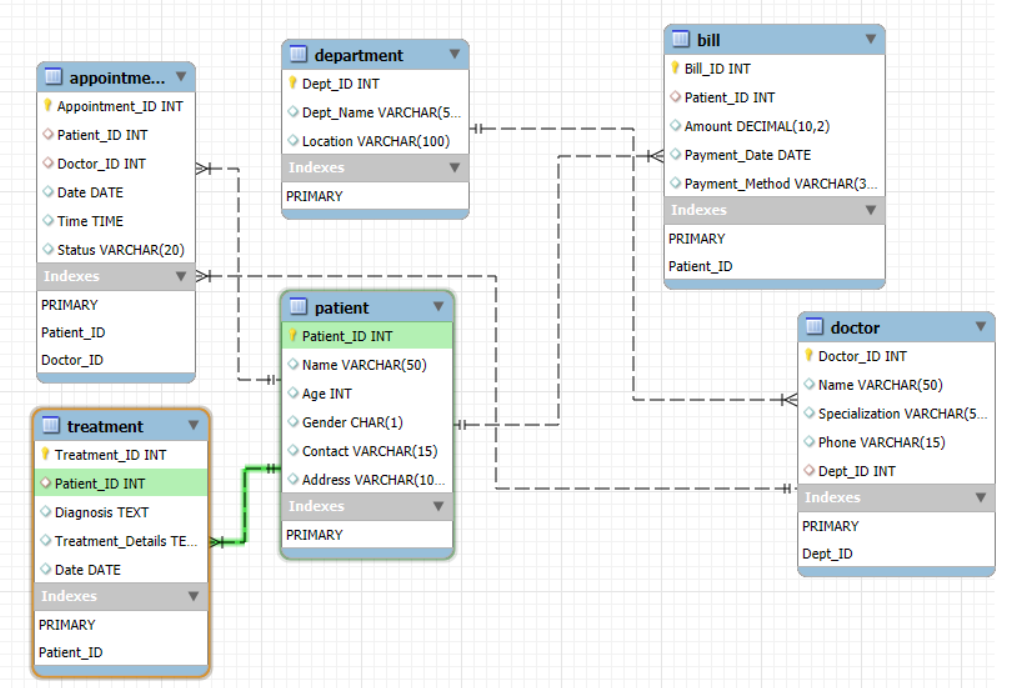 appointme...
Appointment_ID INT
Patient_ID INT
Doctor_ID INT
Date DATE
Time TIME
Status VARCHAR(20)
Indexes
PRIMARY
Patient_ID
Doctor_ID
department
Dept_ID INT
Dept_Name VARCHAR(5...
Location VARCHAR(100)
Indexes
PRIMARY
bill
Bill_ID INT
Patient_ID INT
Amount DECIMAL(10,2)
Payment_Date DATE
Payment_Method VARCHAR(3...
Indexes
PRIMARY
Patient_ID
patient
Patient_ID INT
Name VARCHAR(50)
Age INT
Gender CHAR(1)
Contact VARCHAR(15)
Address VARCHAR(10...
Indexes
PRIMARY
doctor
Doctor_ID INT
Name VARCHAR(50)
Specialization VARCHAR(5...
Phone VARCHAR(15)
Dept_ID INT
Indexes
PRIMARY
Dept_ID
treatment
Treatment_ID INT
Patient_ID INT
Diagnosis TEXT
Treatment_Details TE...
Date DATE
Indexes
PRIMARY
Patient_ID